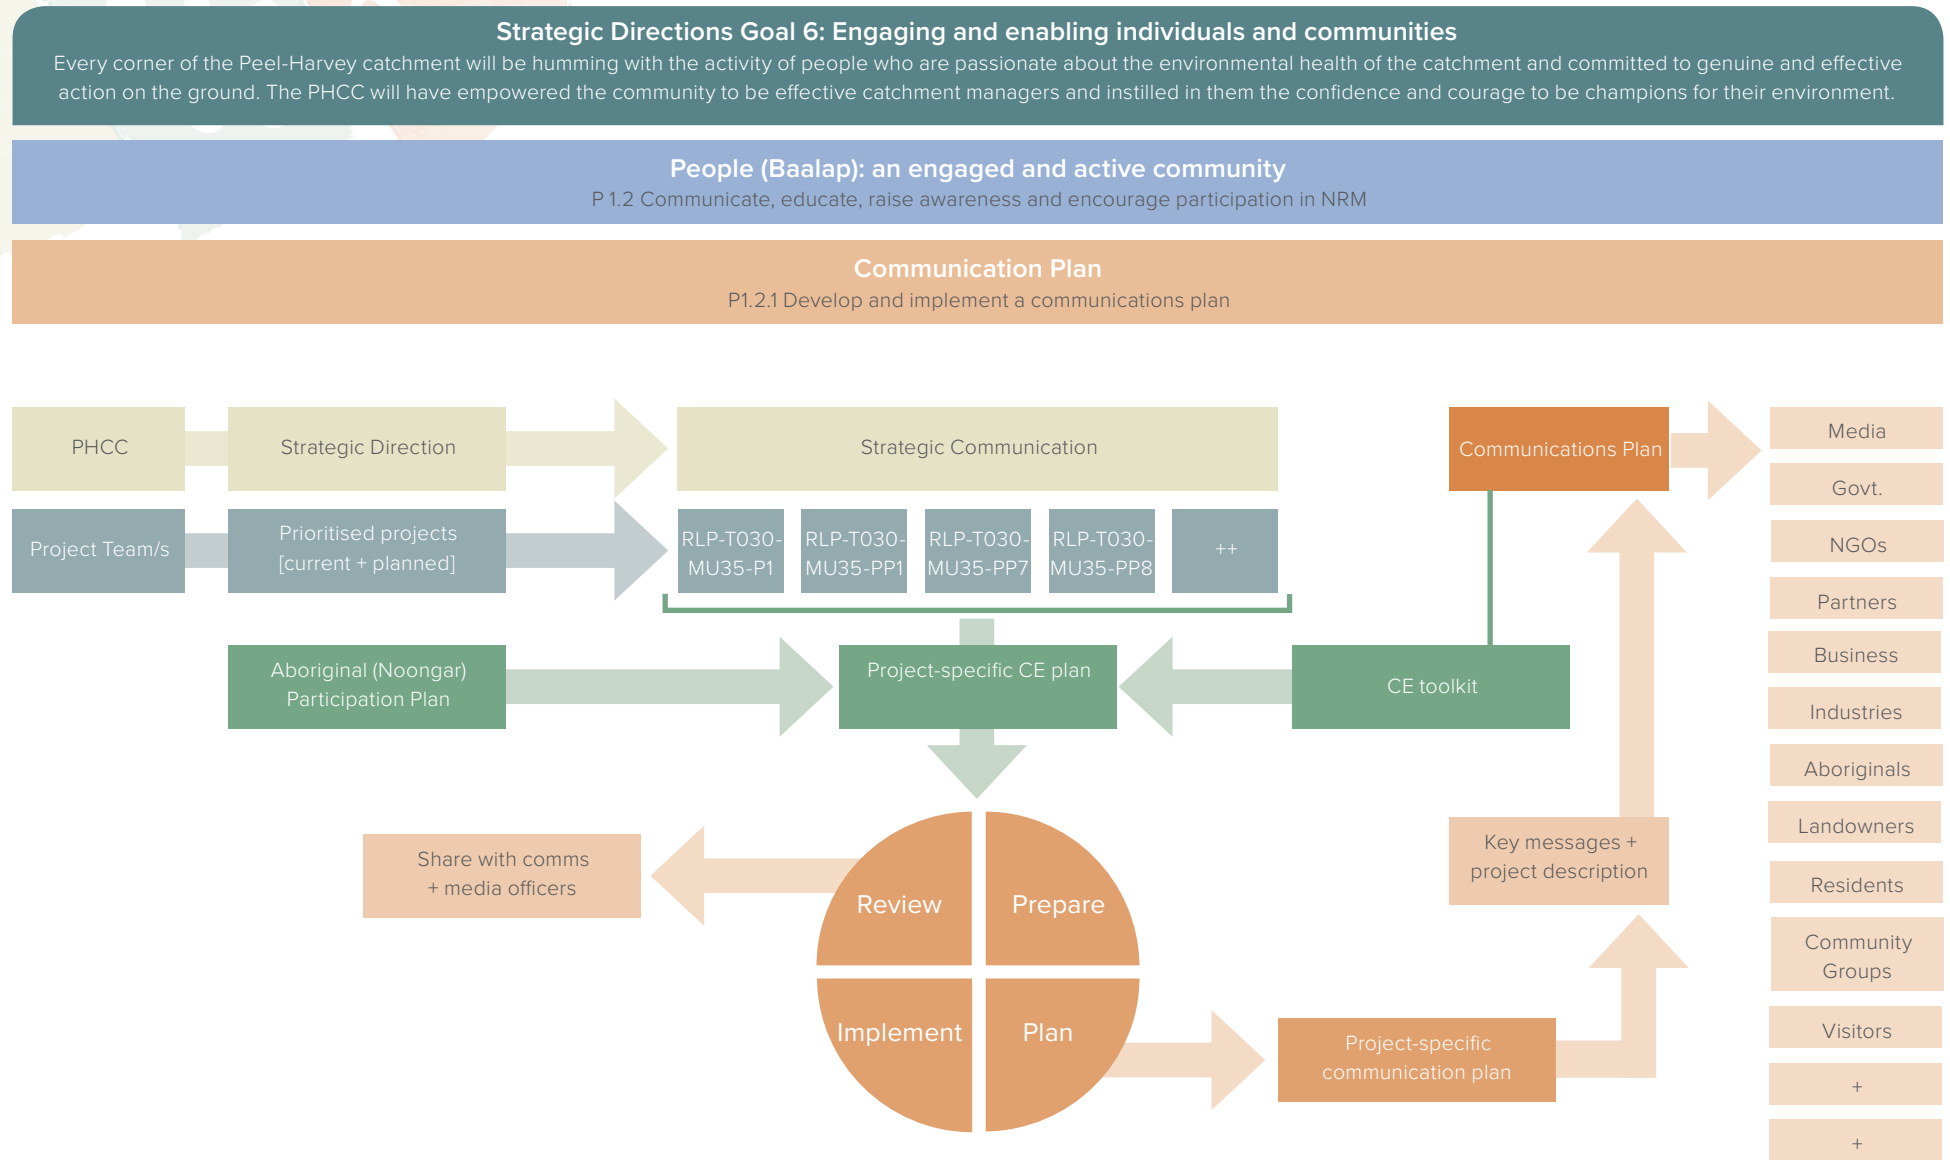 Strategic Directions Goal 6: Engaging and enabling individuals and communities
Every corner of the Peel-Harvey catchment will be humming with the activity of people who are passionate about the environmental health of the catchment and committed to genuine and effective
action on the ground. The PHCC will have empowered the community to be effective catchment managers and instilled in them the confidence and courage to be champions for their environment.
People (Baalap): an engaged and active community
P 1.2 Communicate, educate, raise awareness and encourage participation in NRM
Communication Plan
P1.2.1 Develop and implement a communications plan
PHCC
Strategic Direction
Strategic Communication
Communications Plan
Project Team/s
Prioritised projects
[current + planned]
RLP-T030-
MU35-P1
RLP-T030-
MU35-PP1
RLP-T030-
MU35-PP7
RLP-T030-
MU35-PP8
++
Aboriginal (Noongar)
Participation Plan
Project-specific CE plan
CE toolkit
Share with comms
+ media officers
Review
Prepare
Implement
Plan
Key messages +
project description
Project-specific
communication plan
Media
Govt.
NGOs
Partners
Business
Industries
Aboriginals
Landowners
Residents
Community
Groups
Visitors
+
+